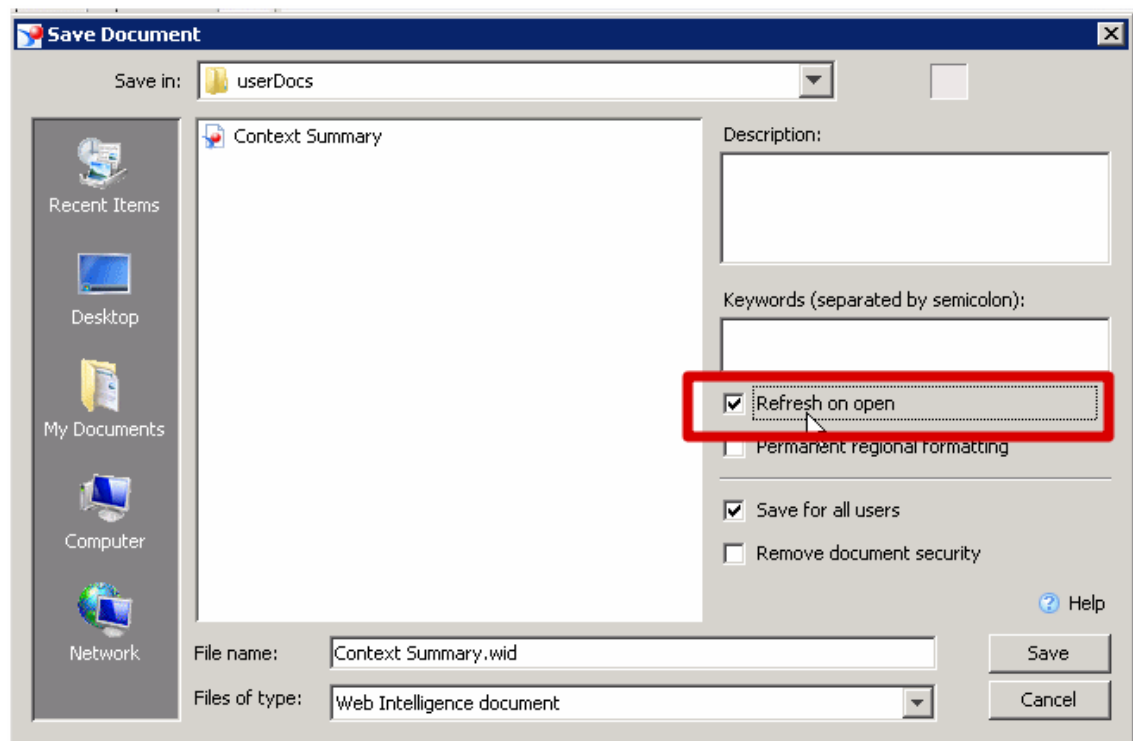 Save Document
Save in: userDocs
Context Summary
Description:
Recent Items
Desktop
My Documents
Computer
Network
Keywords (separated by semicolon):
Refresh on open
Permanent regional formatting
Save for all users
Remove document security
Help
File name: Context Summary.wid
Save
Files of type: Web Intelligence document
Cancel